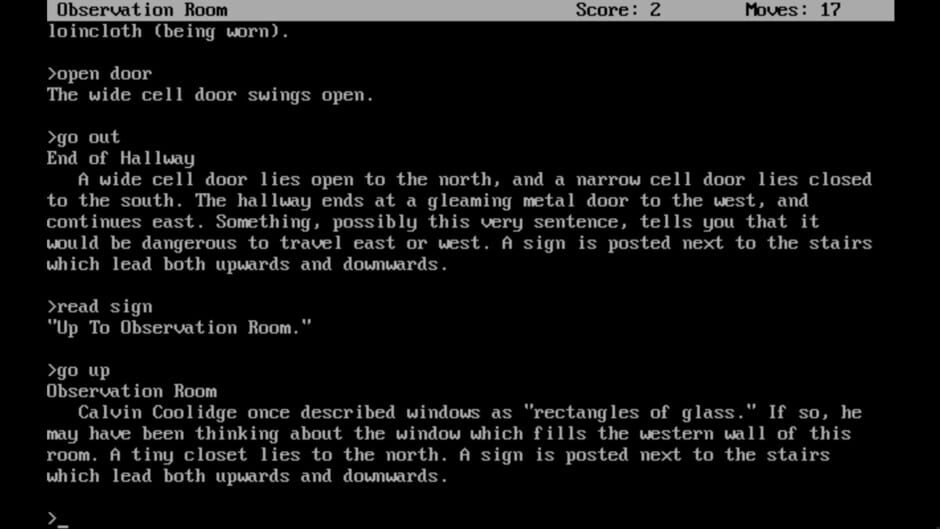 Observation Room Score: 2 Moves: 17
loincloth (being worn).
>open door
The wide cell door swings open.
>go out
End of Hallway
A wide cell door lies open to the north, and a narrow cell door lies closed
to the south. The hallway ends at a gleaming metal door to the west, and
continues east. Something, possibly this very sentence, tells you that it
would be dangerous to travel east or west. A sign is posted next to the stairs
which lead both upwards and downwards.
>read sign
"Up To Observation Room."
>go up
Observation Room
Calvin Coolidge once described windows as "rectangles of glass." If so, he
may have been thinking about the window which fills the western wall of this
room. A tiny closet lies to the north. A sign is posted next to the stairs
which lead both upwards and downwards.
>_